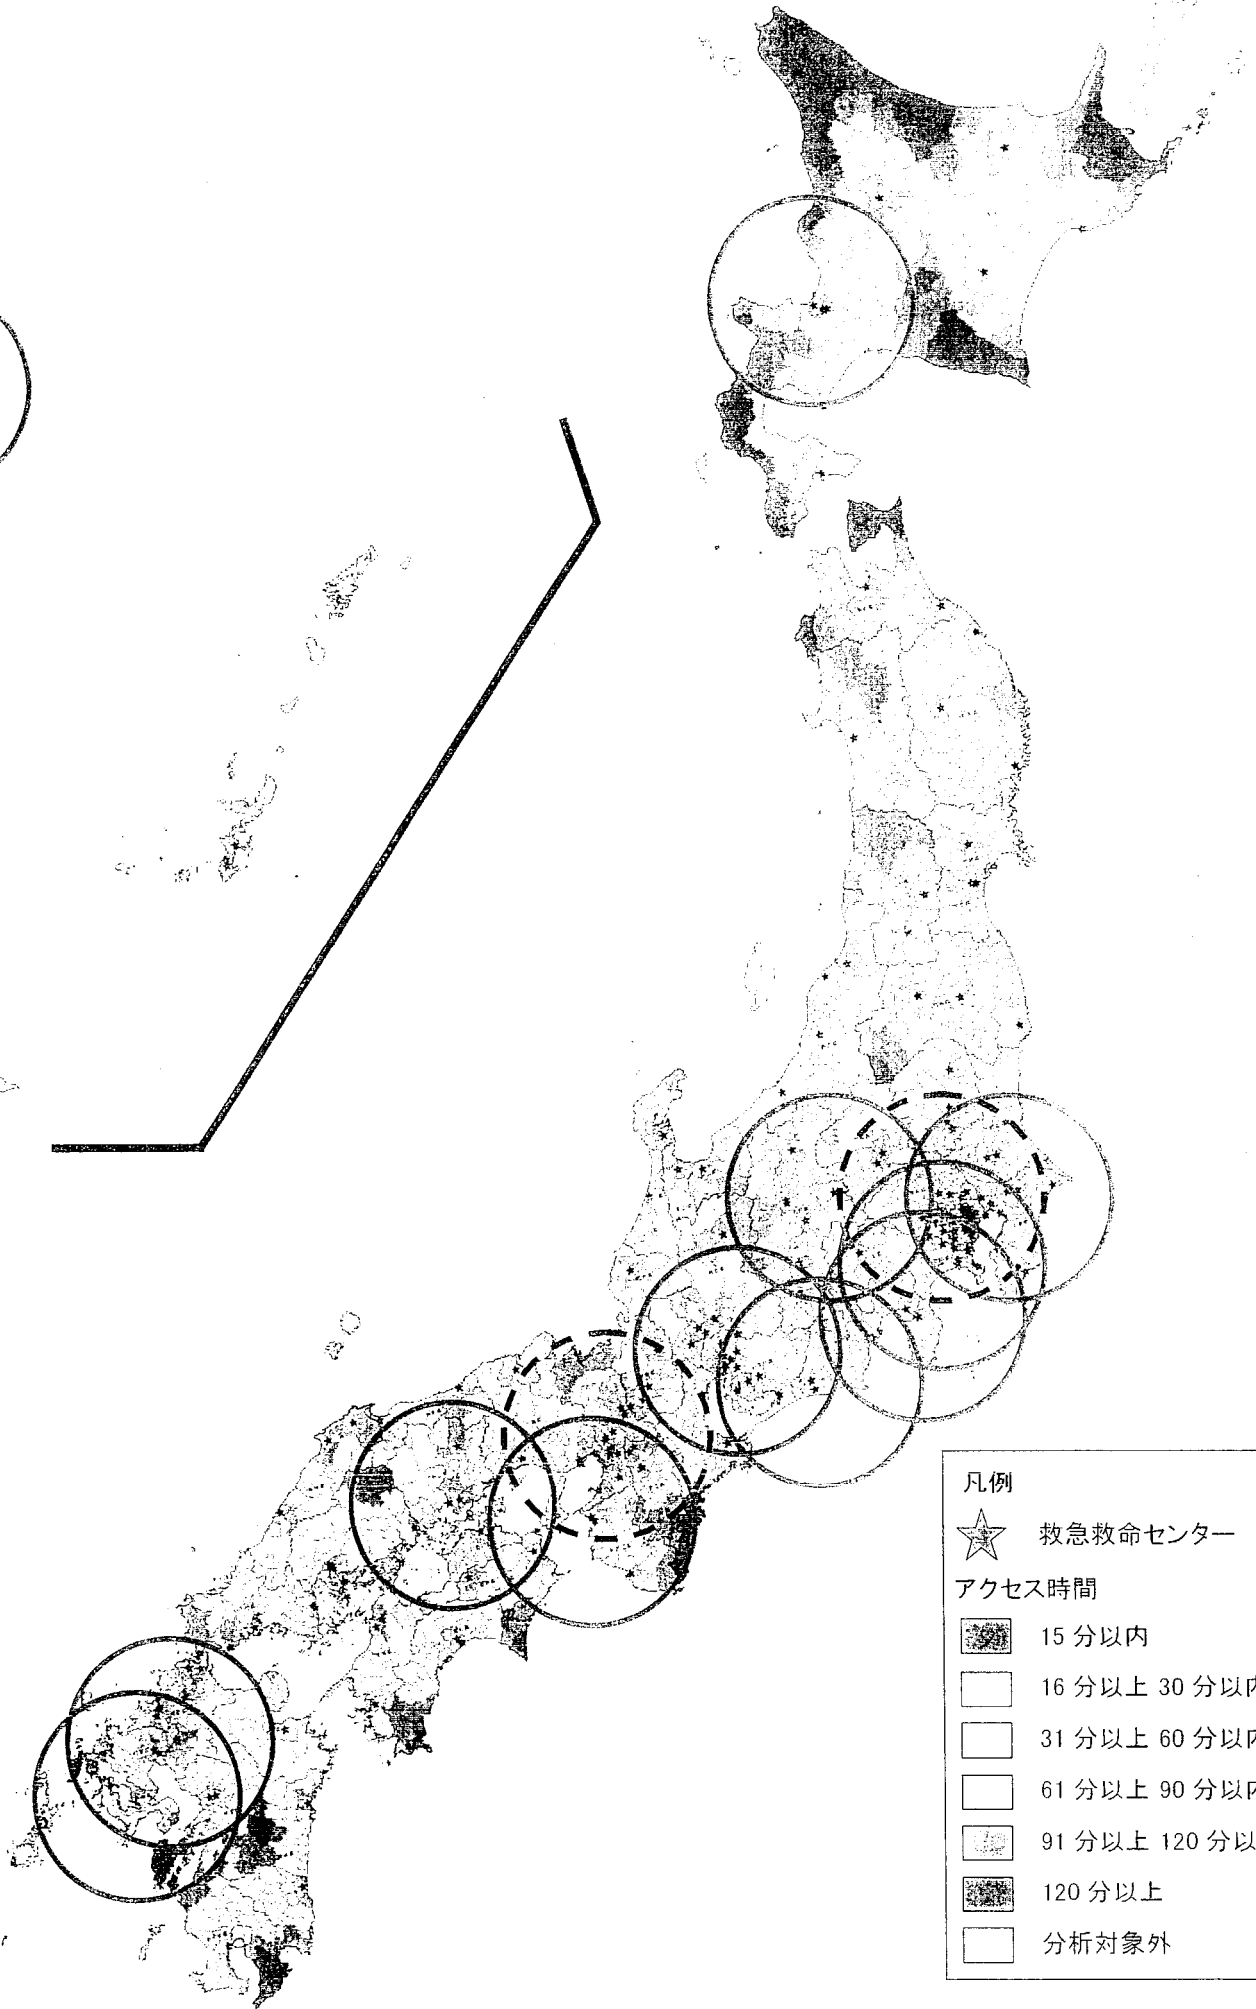 凡例
救急救命センター
アクセス時間
15 分以内
16 分以上 30 分以内
31 分以上 60 分以内
61 分以上 90 分以内
91 分以上 120 分以
120 分以上
分析対象外